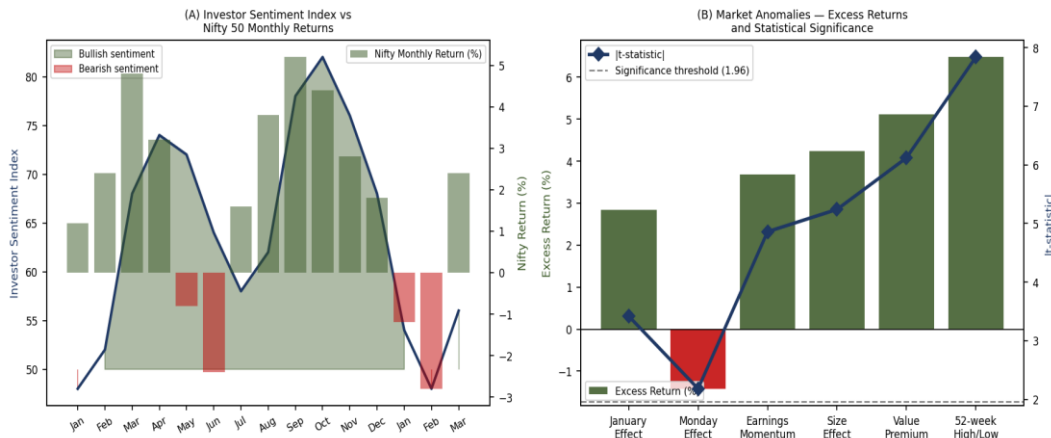 (A) Investor Sentiment Index vs
Nifty 50 Monthly Returns
Bullish sentiment
Bearish sentiment
Nifty Monthly Return (%)
Investor Sentiment Index
80
75
70
65
60
55
50
5
4
3
2
1
0
−1
−2
−3
Nifty Return (%)
Jan Feb Mar Apr May Jun Jul Aug Sep Oct Nov Dec Jan Feb Mar
(B) Market Anomalies — Excess Returns
and Statistical Significance
|t-statistic|
Significance threshold (1.96)
Excess Return (%)
6
5
4
3
2
1
0
−1
8
7
6
5
4
3
2
|t-statistic|
Excess Return (%)
January Monday Earnings Size Value 52-week
Effect Effect Momentum Effect Premium High/Low